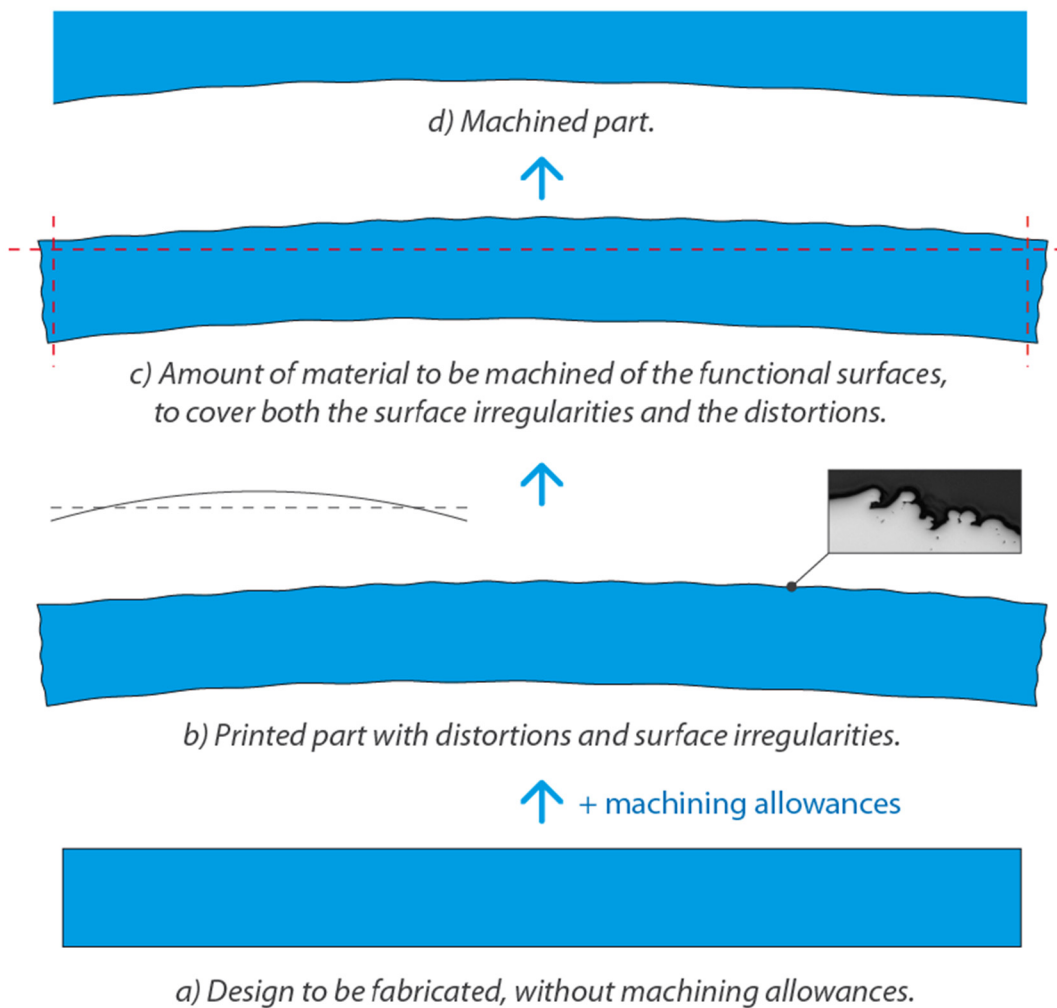 d) Machined part.
c) Amount of material to be machined of the functional surfaces,
to cover both the surface irregularities and the distortions.
b) Printed part with distortions and surface irregularities.
+ machining allowances
a) Design to be fabricated, without machining allowances.